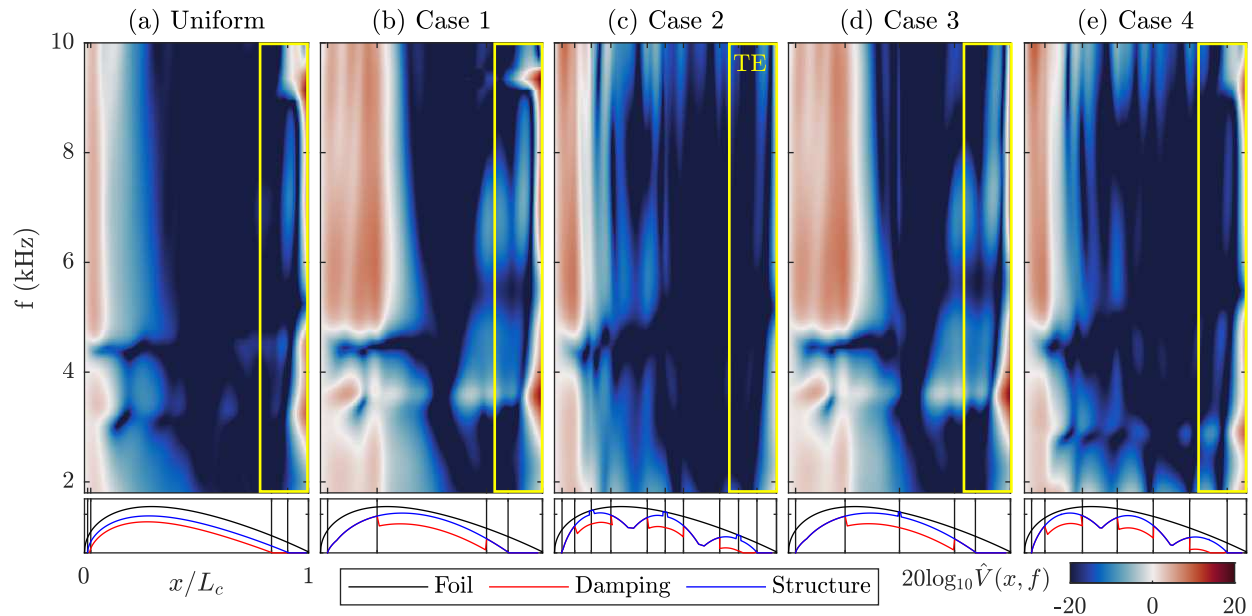 (a) Uniform
(b) Case 1
(c) Case 2
(d) Case 3
(e) Case 4
10
8
6
4
2
f (kHz)
TE
0
x/L_c
1
Foil
Damping
Structure
20log₁₀V̂(x, f)
-20
0
20